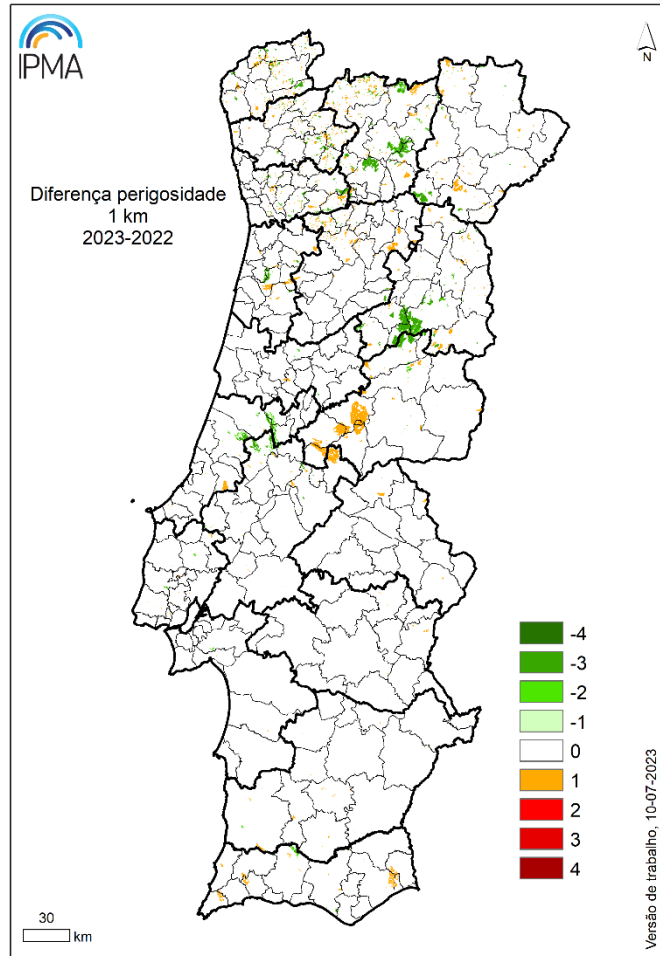 IPMA
N
Diferença perigosidade
1 km
2023-2022
-4
-3
-2
-1
0
1
2
3
4
30
km
Versão de trabalho, 10-07-2023